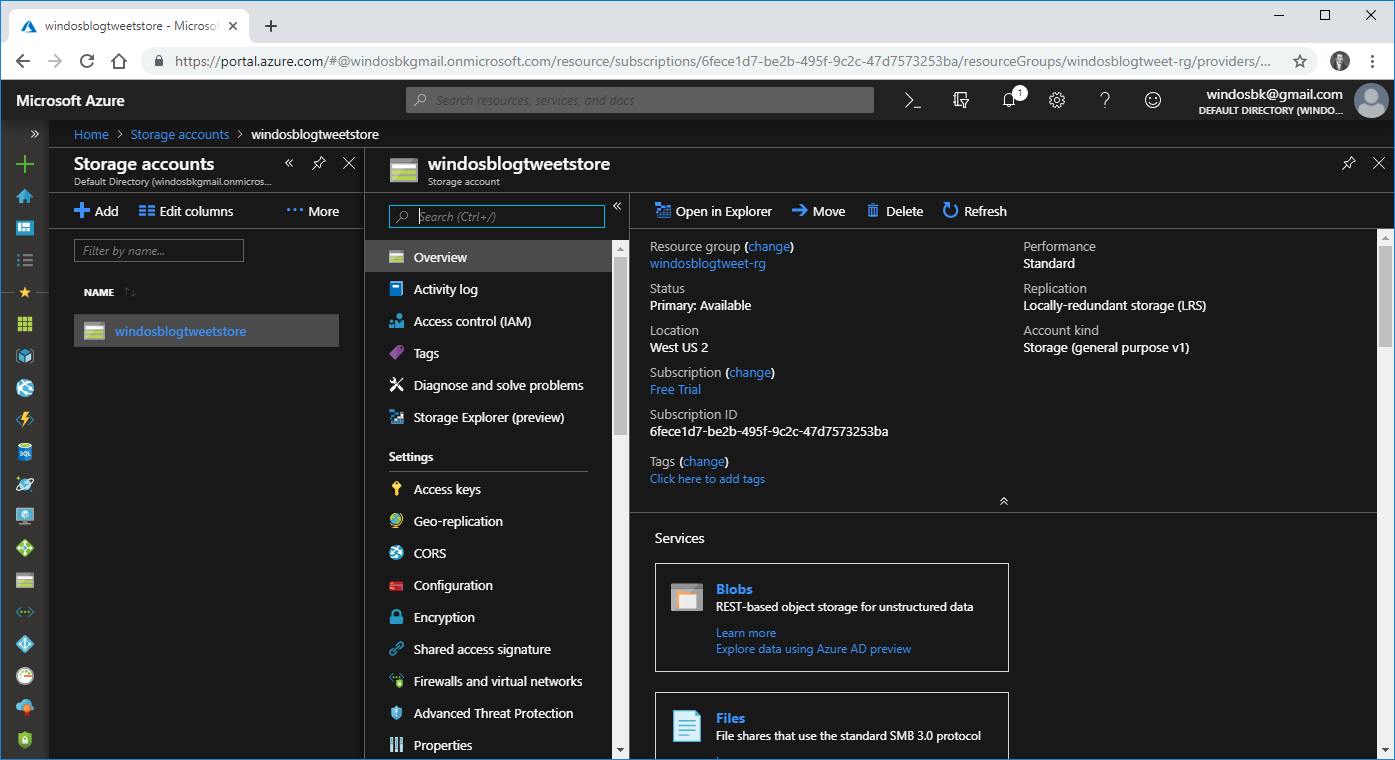 windosblogtweetstore - Microsof
https://portal.azure.com/#@windosbkgmail.onmicrosoft.com/resource/subscriptions/6fece1d7-be2b-495f-9c2c-47d7573253ba/resourceGroups/windosblogtweet-rg/providers/...
Microsoft Azure
Search resources, services, and docs
1
windosbk@gmail.com
DEFAULT DIRECTORY (WINDO...
Home > Storage accounts > windosblogtweetstore
Storage accounts
Default Directory (windosbkgmail.onmicros...
Add
Edit columns
More
Filter by name...
NAME
windosblogtweetstore
windosblogtweetstore
Storage account
Search (Ctrl+/)
Overview
Activity log
Access control (IAM)
Tags
Diagnose and solve problems
Storage Explorer (preview)
Settings
Access keys
Geo-replication
CORS
Configuration
Encryption
Shared access signature
Firewalls and virtual networks
Advanced Threat Protection
Properties
Open in Explorer
Move
Delete
Refresh
Resource group (change)
windosblogtweet-rg
Status
Primary: Available
Location
West US 2
Subscription (change)
Free Trial
Subscription ID
6fece1d7-be2b-495f-9c2c-47d7573253ba
Tags (change)
Click here to add tags
Performance
Standard
Replication
Locally-redundant storage (LRS)
Account kind
Storage (general purpose v1)
Services
Blobs
REST-based object storage for unstructured data
Learn more
Explore data using Azure AD preview
Files
File shares that use the standard SMB 3.0 protocol